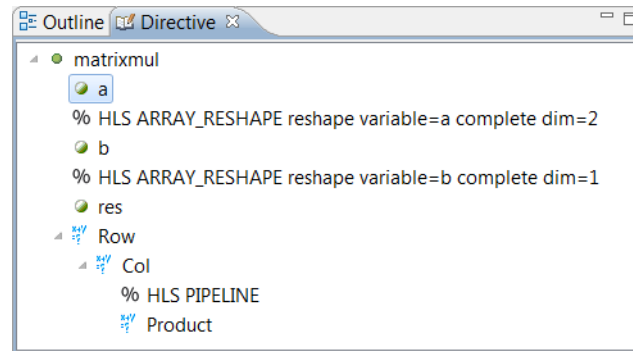 Outline Directive
matrixmul
a
% HLS ARRAY_RESHAPE reshape variable=a complete dim=2
b
% HLS ARRAY_RESHAPE reshape variable=b complete dim=1
res
Row
Col
% HLS PIPELINE
Product